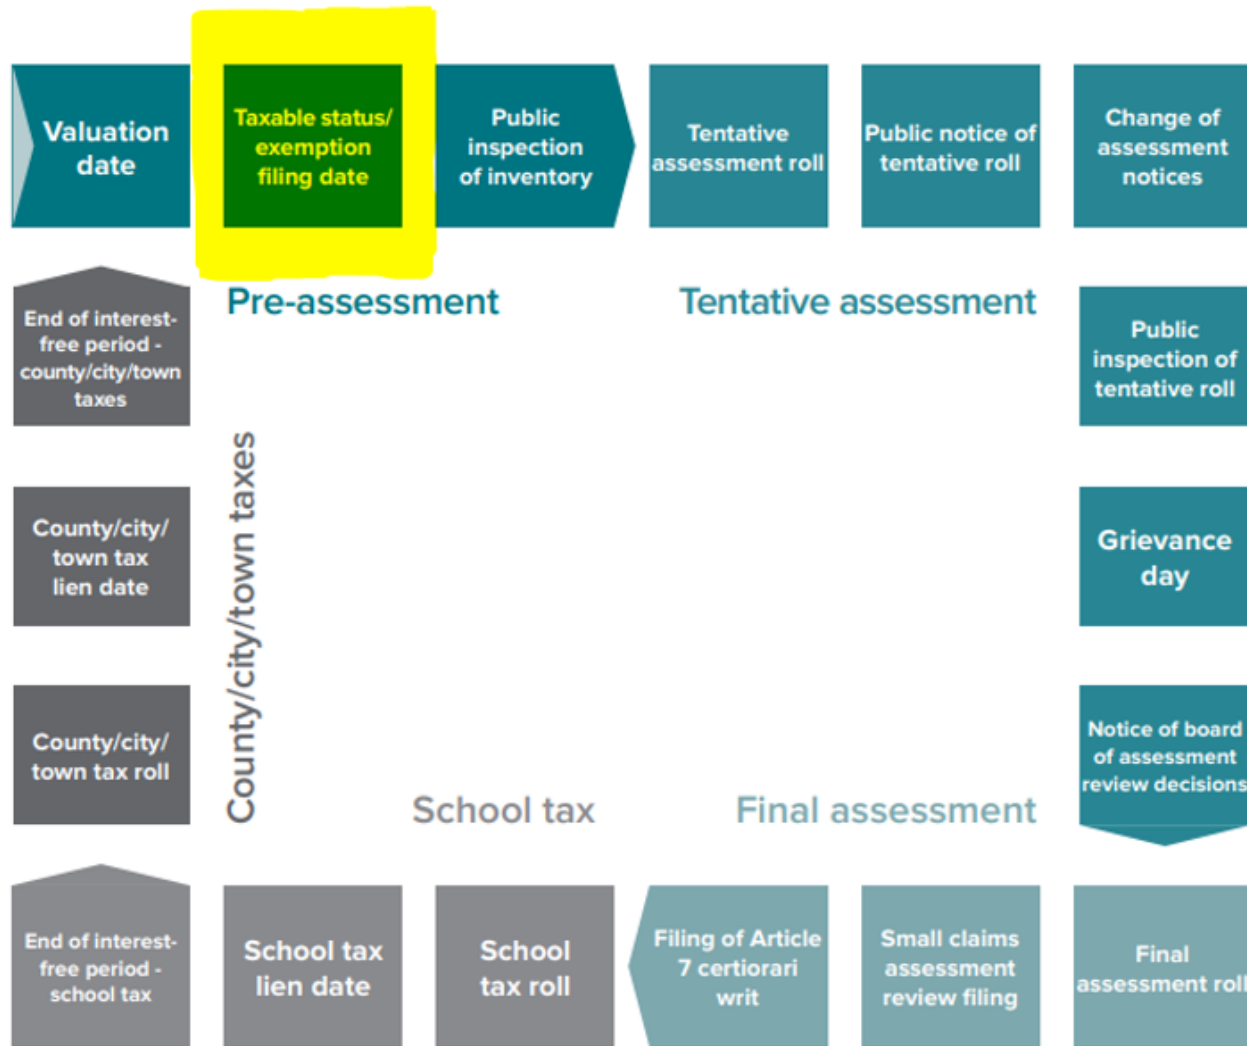 Valuation
date
Taxable status/
exemption
filing date
Public
inspection
of inventory
Tentative
assessment roll
Public notice of
tentative roll
Change of
assessment
notices
Pre-assessment
Tentative assessment
End of interest-
free period -
county/city/town
taxes
Public
inspection of
tentative roll
County/city/town taxes
County/city/
town tax
lien date
Grievance
day
County/city/
town tax roll
Notice of board
of assessment
review decisions
School tax
Final assessment
End of interest-
free period -
school tax
School tax
lien date
School
tax roll
Filing of Article
7 certiorari
writ
Small claims
assessment
review filing
Final
assessment roll